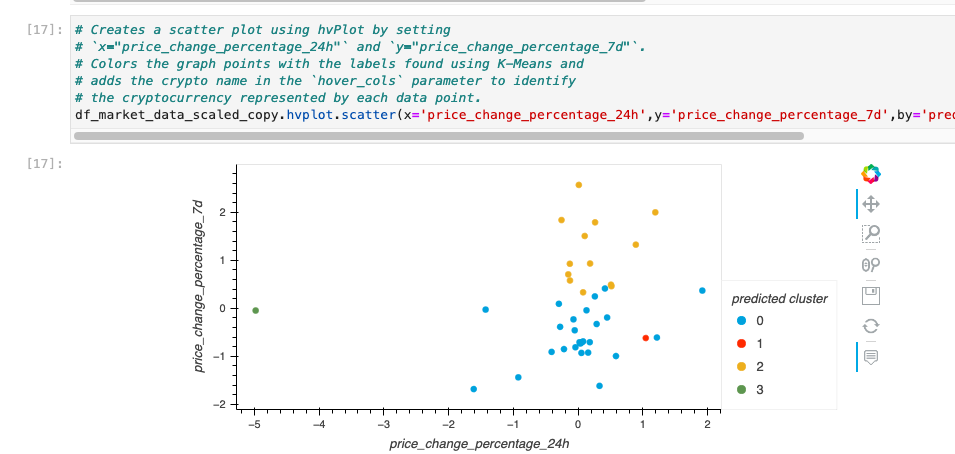 [17]:
# Creates a scatter plot using hvPlot by setting
# `x="price_change_percentage_24h"` and `y="price_change_percentage_7d"`.
# Colors the graph points with the labels found using K-Means and
# adds the crypto name in the `hover_cols` parameter to identify
# the cryptocurrency represented by each data point.
df_market_data_scaled_copy.hvplot.scatter(x='price_change_percentage_24h',y='price_change_percentage_7d',by='pred
[17]:
price_change_percentage_7d
2
1
0
−1
−2
−5 −4 −3 −2 −1 0 1 2
price_change_percentage_24h
predicted cluster
0
1
2
3